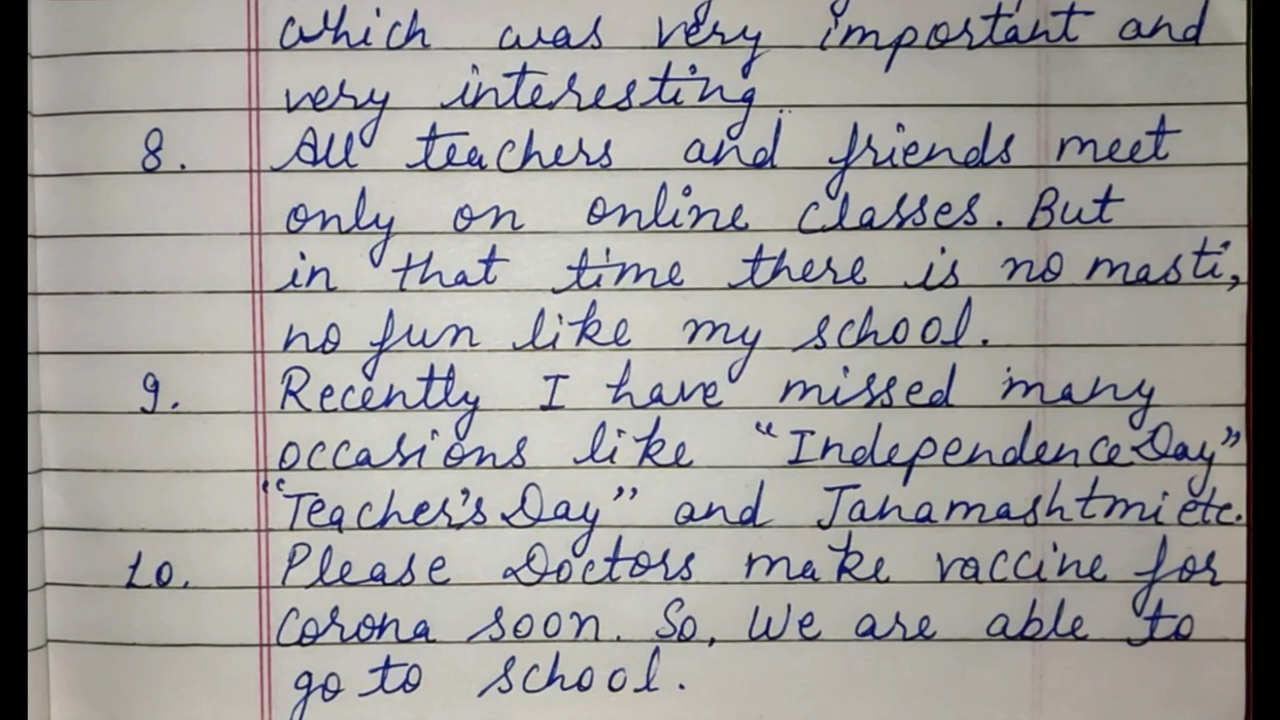 which was very important and
very interesting.
8. All teachers and friends meet
only on online classes. But
in that time there is no masti,
no fun like my school.
9. Recently I have missed many
occasions like "Independence Day"
"Teacher's Day" and Janamashtmi etc.
10. Please Doctors make vaccine for
corona soon. So, We are able to
go to school.